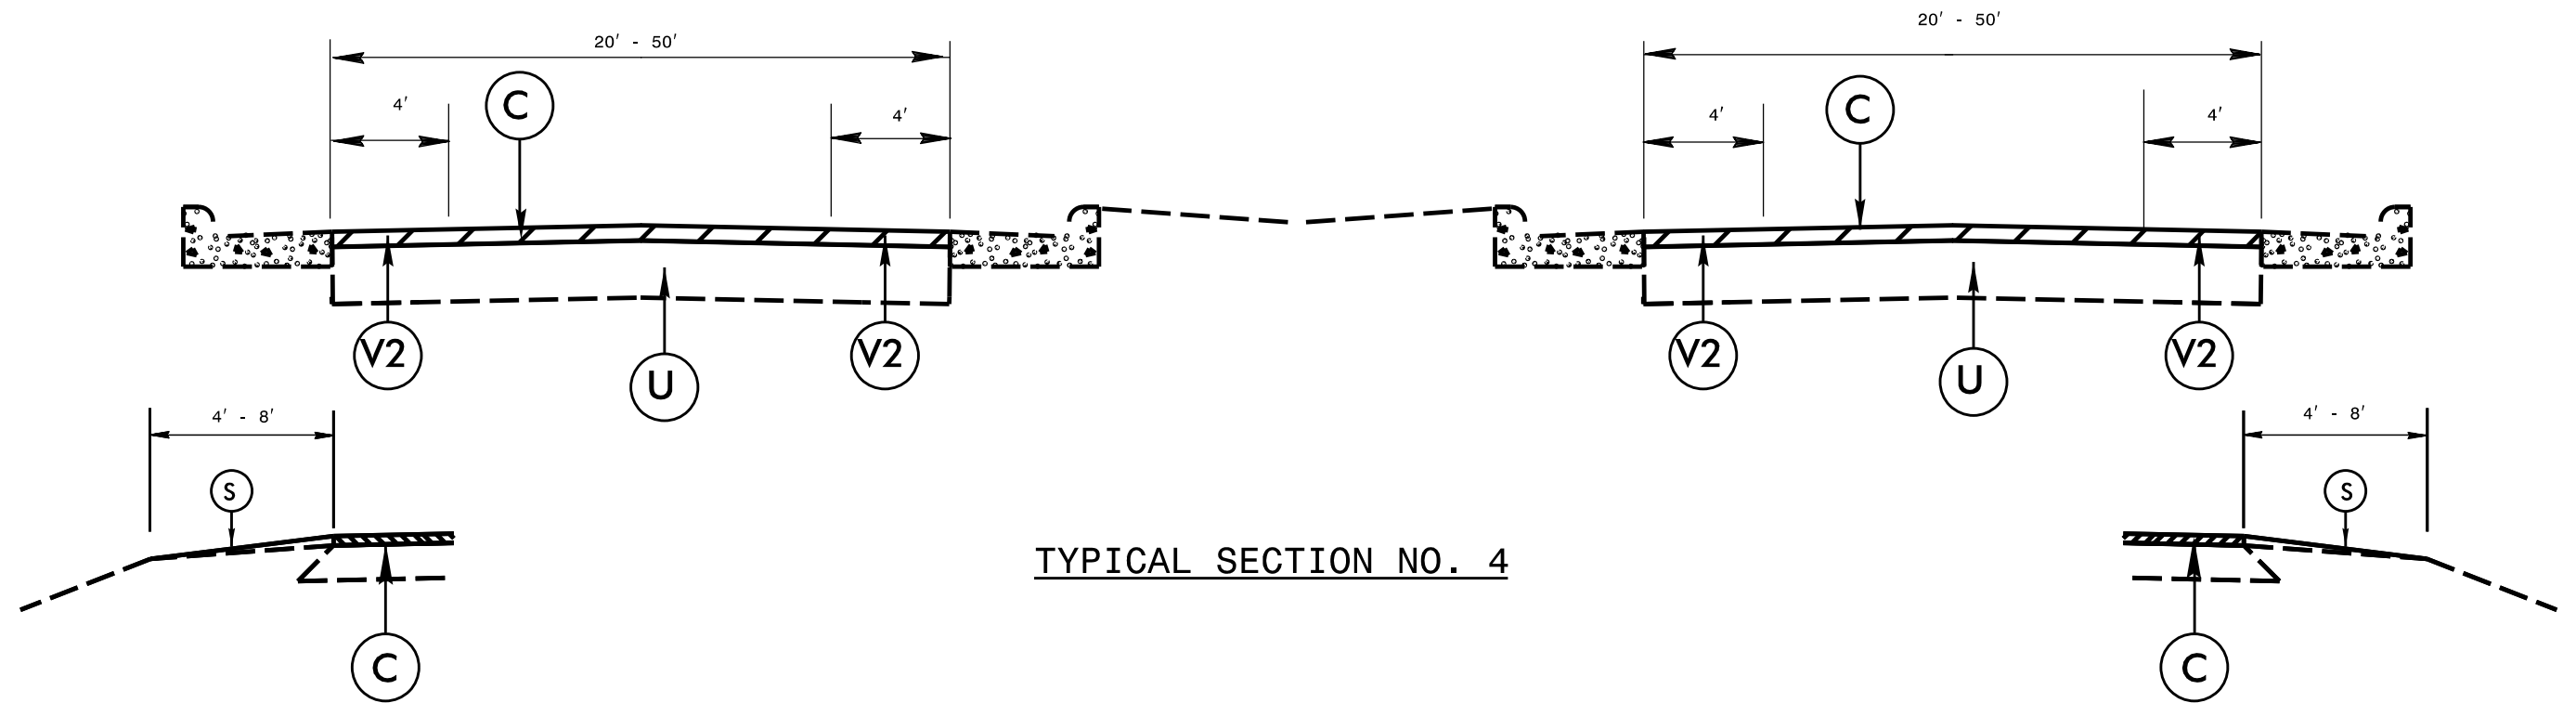 20' - 50'
20' - 50'
4'
C
4'
4'
C
4'
V2
V2
V2
V2
U
U
4' - 8'
4' - 8'
S
S
TYPICAL SECTION NO. 4
C
C